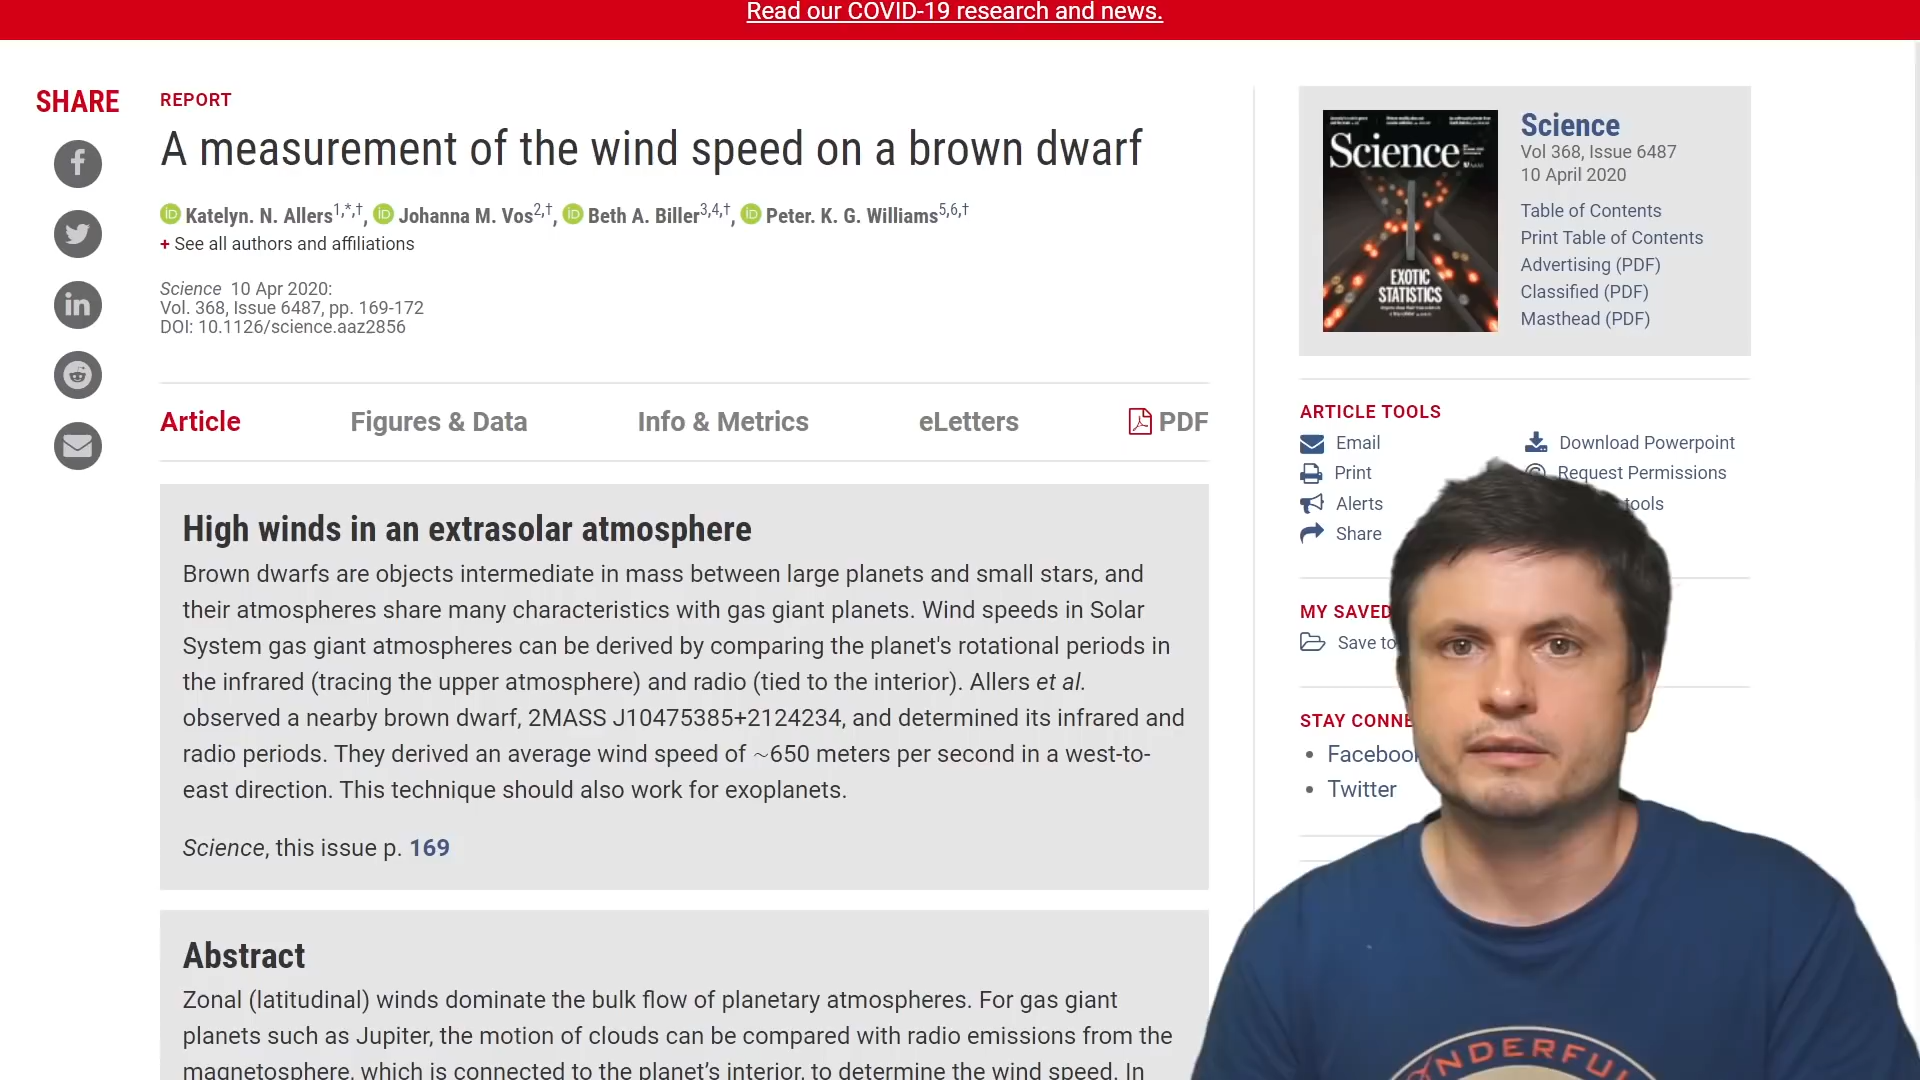 Read our COVID-19 research and news.
SHARE
REPORT
A measurement of the wind speed on a brown dwarf
iD Katelyn. N. Allers1,*,†, iD Johanna M. Vos2,†, iD Beth A. Biller3,4,†, iD Peter. K. G. Williams5,6,†
+ See all authors and affiliations
Science 10 Apr 2020:
Vol. 368, Issue 6487, pp. 169-172
DOI: 10.1126/science.aaz2856
Article Figures & Data Info & Metrics eLetters PDF
High winds in an extrasolar atmosphere
Brown dwarfs are objects intermediate in mass between large planets and small stars, and
their atmospheres share many characteristics with gas giant planets. Wind speeds in Solar
System gas giant atmospheres can be derived by comparing the planet's rotational periods in
the infrared (tracing the upper atmosphere) and radio (tied to the interior). Allers et al.
observed a nearby brown dwarf, 2MASS J10475385+2124234, and determined its infrared and
radio periods. They derived an average wind speed of ~650 meters per second in a west-to-
east direction. This technique should also work for exoplanets.
Science, this issue p. 169
Abstract
Zonal (latitudinal) winds dominate the bulk flow of planetary atmospheres. For gas giant
planets such as Jupiter, the motion of clouds can be compared with radio emissions from the
magnetosphere, which is connected to the planet's interior, to determine the wind speed. In
Science
EXOTIC
STATISTICS
Science
Vol 368, Issue 6487
10 April 2020
Table of Contents
Print Table of Contents
Advertising (PDF)
Classified (PDF)
Masthead (PDF)
ARTICLE TOOLS
Email
Download Powerpoint
Print
Request Permissions
Alerts
tools
Share
MY SAVED
Save to
STAY CONNE
• Faceboo
• Twitter
NDERFUL